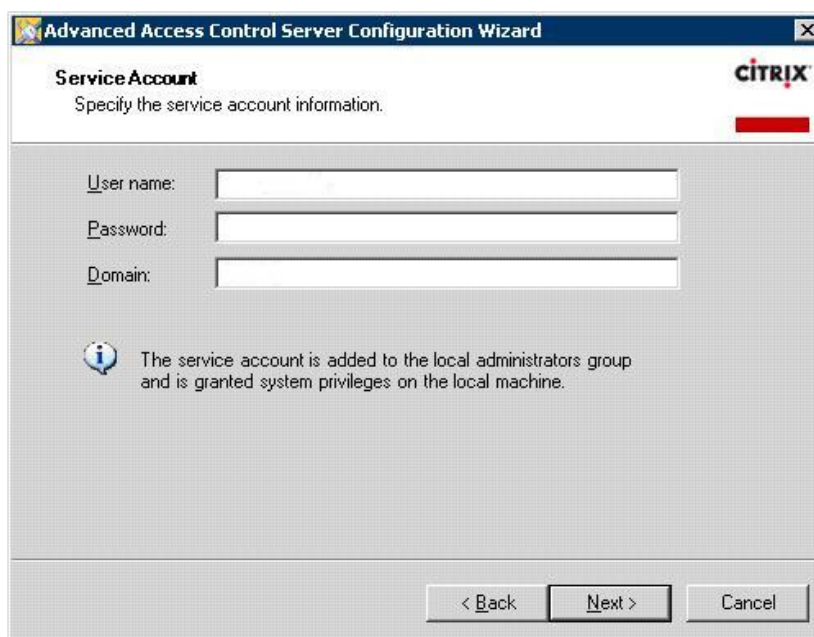 Advanced Access Control Server Configuration Wizard
Service Account
Specify the service account information.
CITRIX
User name:
Password:
Domain:
The service account is added to the local administrators group
and is granted system privileges on the local machine.
< Back
Next >
Cancel